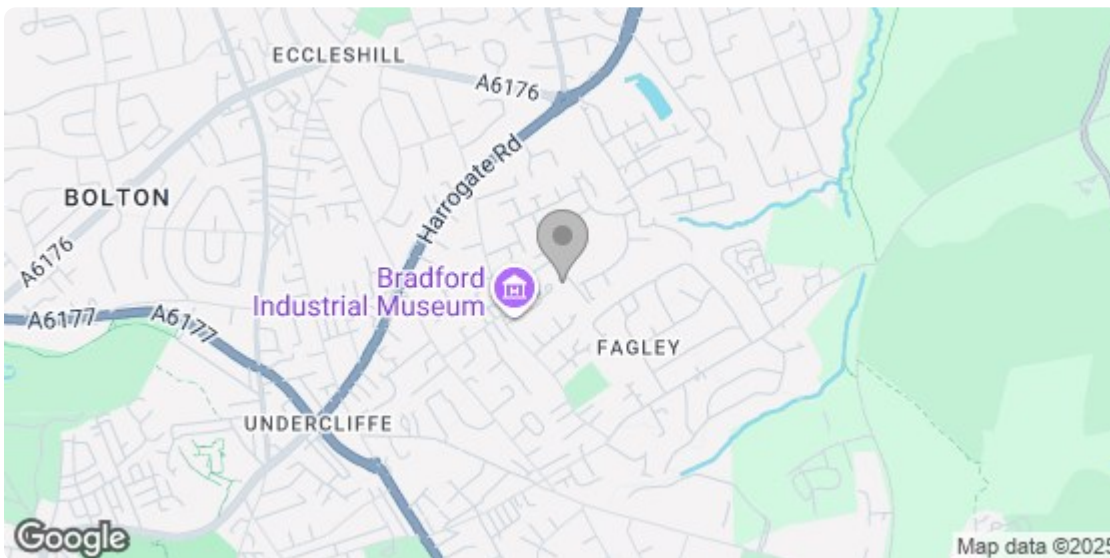 ECCLESHILL
A6176
Harrogate Rd
BOLTON
A6176
Bradford
Industrial Museum
A6177
A6177
FAGLEY
UNDERCLIFFE
Google
Map data ©2025